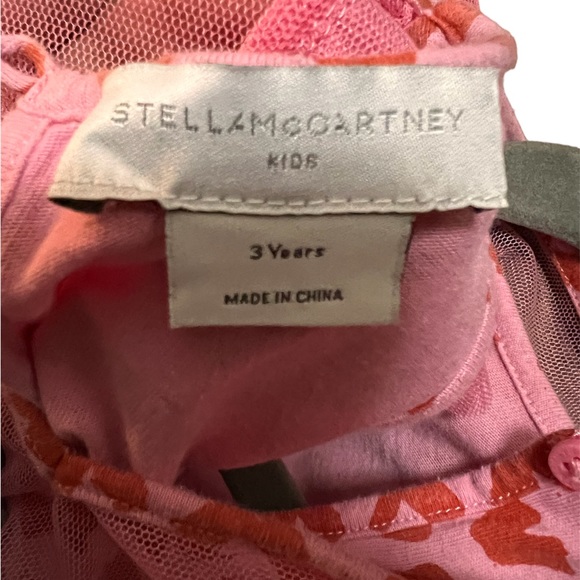 STELLAMcCARTNEY
KIDS
3 Years
MADE IN CHINA